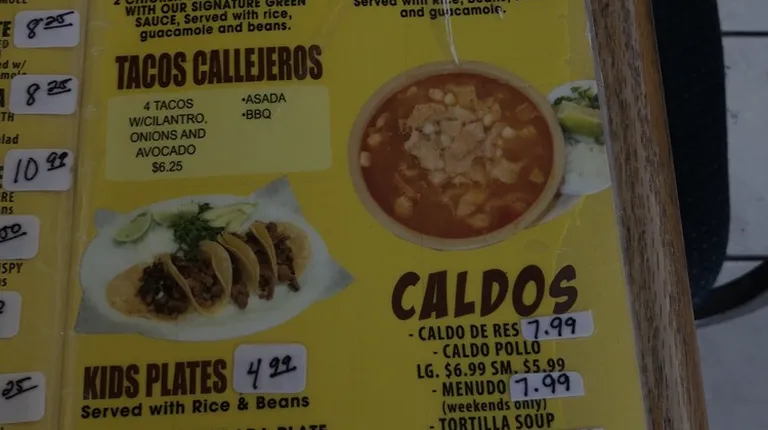 WITH OUR SIGNATURE GREEN
SAUCE, Served with rice,
guacamole and beans.
and guacamole.
8 25
8 25
10 99
25
TACOS CALLEJEROS
4 TACOS
W/CILANTRO,
ONIONS AND
AVOCADO
$6.25
•ASADA
•BBQ
KIDS PLATES 4 99
Served with Rice & Beans
CALDOS
- CALDO DE RES 7.99
- CALDO POLLO
LG. $6.99 SM. $5.99
- MENUDO 7.99
(weekends only)
- TORTILLA SOUP